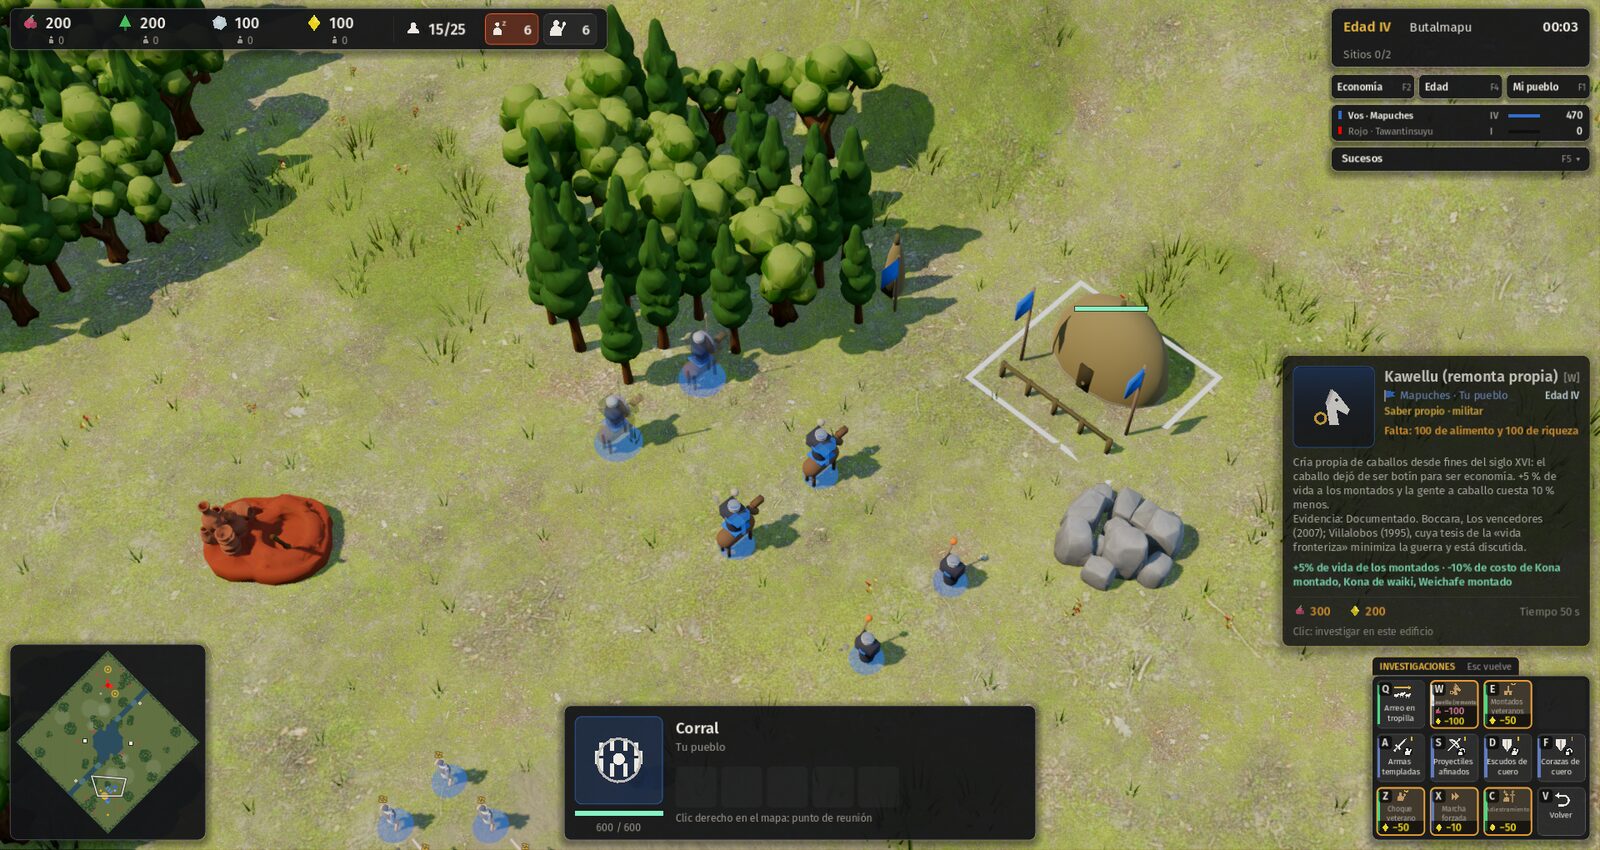 200 200 100 100 15/25 6 6
0 0 0 0
Edad IV Butalmapu 00:03
Sitios 0/2
Economía F2 Edad F4 Mi pueblo F1
Vos · Mapuches IV 470
Rojo · Tawantinsuyu I 0
Sucesos F5
Kawellu (remonta propia) [W]
Mapuches · Tu pueblo Edad IV
Saber propio · militar
Falta: 100 de alimento y 100 de riqueza
Cría propia de caballos desde fines del siglo XVI: el
caballo dejó de ser botín para ser economía. +5 % de
vida a los montados y la gente a caballo cuesta 10 %
menos.
Evidencia: Documentado. Boccara, Los vencedores
(2007); Villalobos (1995), cuya tesis de la «vida
fronteriza» minimiza la guerra y está discutida.
+5% de vida de los montados · -10% de costo de Kona
montado, Kona de waiki, Weichafe montado
300 200 Tiempo 50 s
Clic: investigar en este edificio
INVESTIGACIONES Esc vuelve
Q W E
Arreo en
tropilla
-100
-100
Montados
veteranos
-50
A S D F
Armas
templadas
Proyectiles
afinados
Escudos de
cuero
Corazas de
cuero
Z X C V
Choque
veterano
-50
Marcha
forzada
-10
Adiestramiento
-50
Volver
Corral
Tu pueblo
Clic derecho en el mapa: punto de reunión
600 / 600